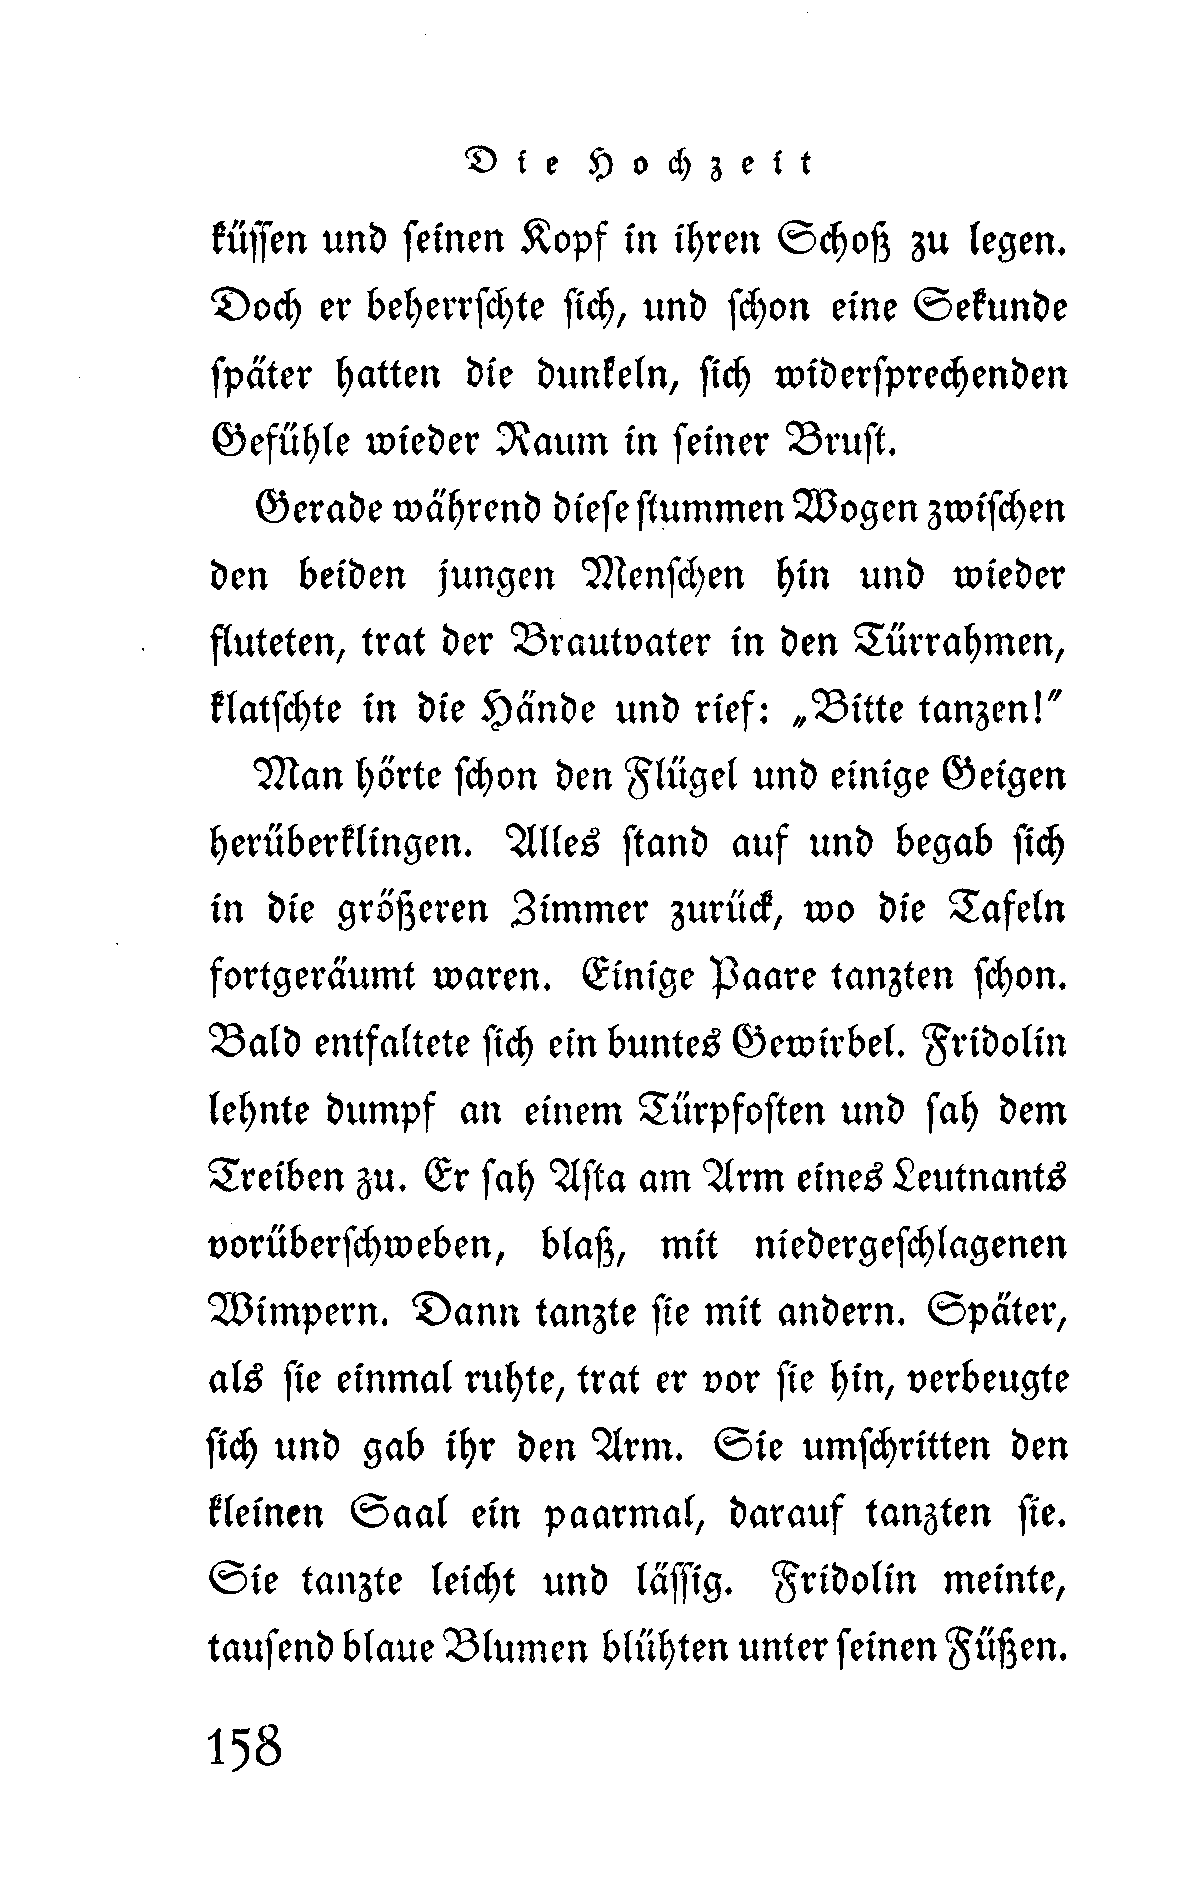 Die Hochzeit
küssen und seinen Kopf in ihren Schoß zu legen.
Doch er beherrschte sich, und schon eine Sekunde
später hatten die dunkeln, sich widersprechenden
Gefühle wieder Raum in seiner Brust.
Gerade während diese stummen Wogen zwischen
den beiden jungen Menschen hin und wieder
fluteten, trat der Brautvater in den Türrahmen,
klatschte in die Hände und rief: „Bitte tanzen!"
Man hörte schon den Flügel und einige Geigen
herüberklingen. Alles stand auf und begab sich
in die größeren Zimmer zurück, wo die Tafeln
fortgeräumt waren. Einige Paare tanzten schon.
Bald entfaltete sich ein buntes Gewirbel. Fridolin
lehnte dumpf an einem Türpfosten und sah dem
Treiben zu. Er sah Asta am Arm eines Leutnants
vorüberschweben, blaß, mit niedergeschlagenen
Wimpern. Dann tanzte sie mit andern. Später,
als sie einmal ruhte, trat er vor sie hin, verbeugte
sich und gab ihr den Arm. Sie umschritten den
kleinen Saal ein paarmal, darauf tanzten sie.
Sie tanzte leicht und lässig. Fridolin meinte,
tausend blaue Blumen blühten unter seinen Füßen.
158